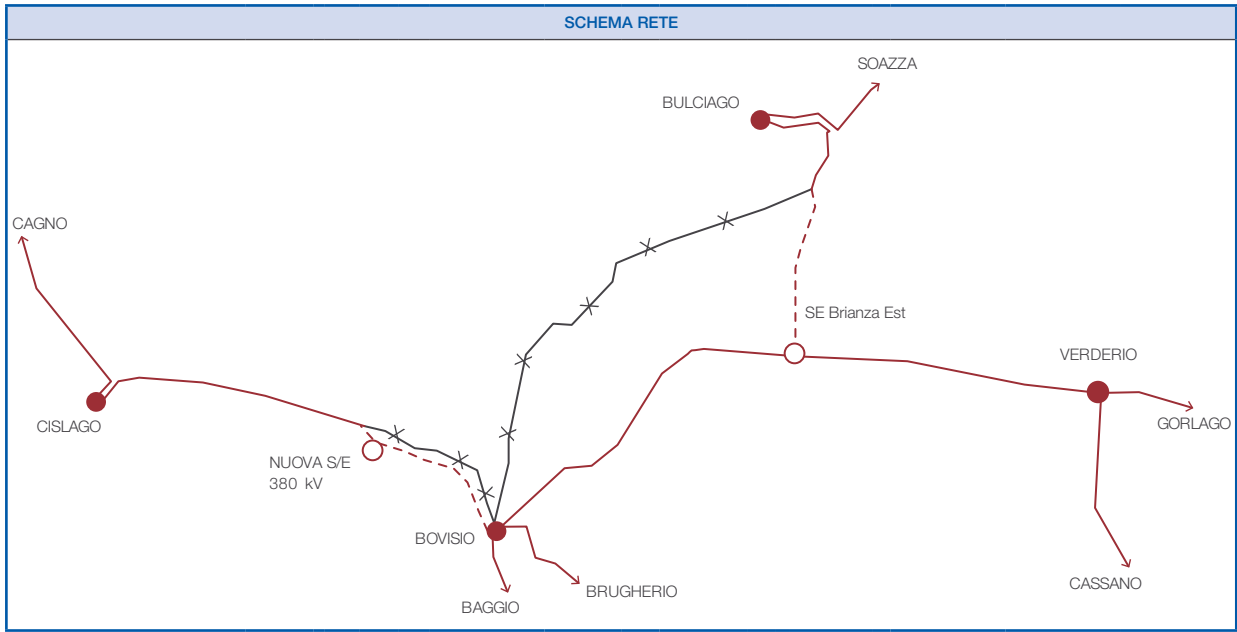 SCHEMA RETE
SOAZZA
BULCIAGO
CAGNO
SE Brianza Est
VERDERIO
GORLAGO
CISLAGO
NUOVA S/E
380 kV
BOVISIO
BRUGHERIO
BAGGIO
CASSANO